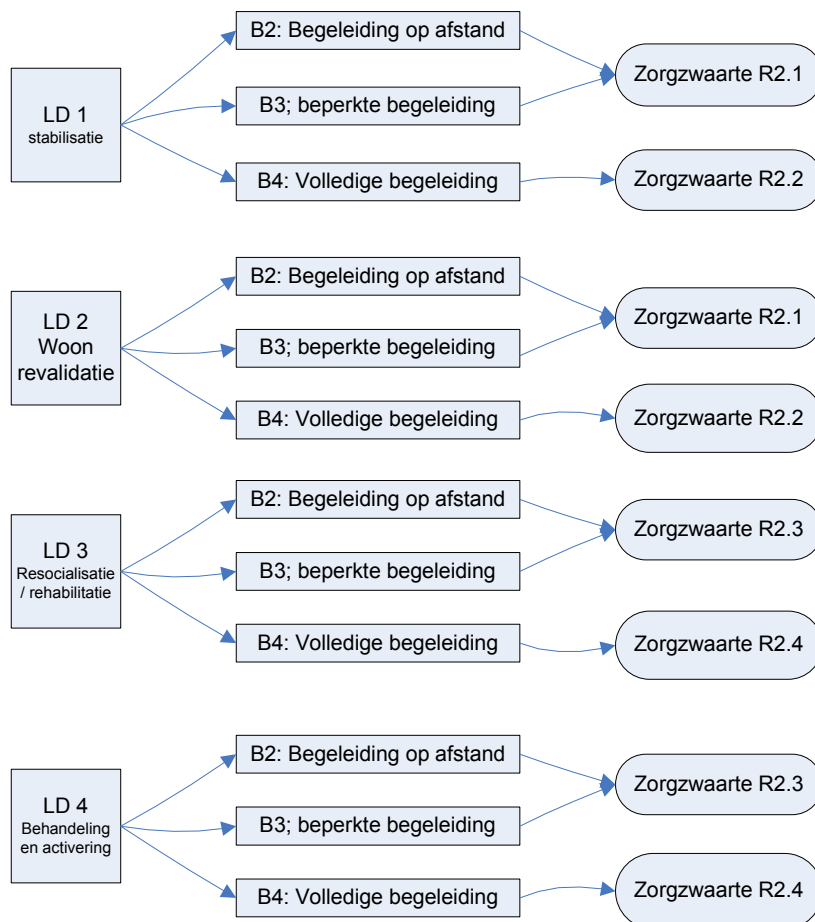 B2: Begeleiding op afstand
Zorgzwaarte R2.1
LD 1
stabilisatie
B3; beperkte begeleiding
B4: Volledige begeleiding
Zorgzwaarte R2.2
B2: Begeleiding op afstand
Zorgzwaarte R2.1
LD 2
Woon
revalidatie
B3; beperkte begeleiding
B4: Volledige begeleiding
Zorgzwaarte R2.2
B2: Begeleiding op afstand
Zorgzwaarte R2.3
LD 3
Resocialisatie
/ rehabilitatie
B3; beperkte begeleiding
B4: Volledige begeleiding
Zorgzwaarte R2.4
B2: Begeleiding op afstand
Zorgzwaarte R2.3
LD 4
Behandeling
en activering
B3; beperkte begeleiding
B4: Volledige begeleiding
Zorgzwaarte R2.4